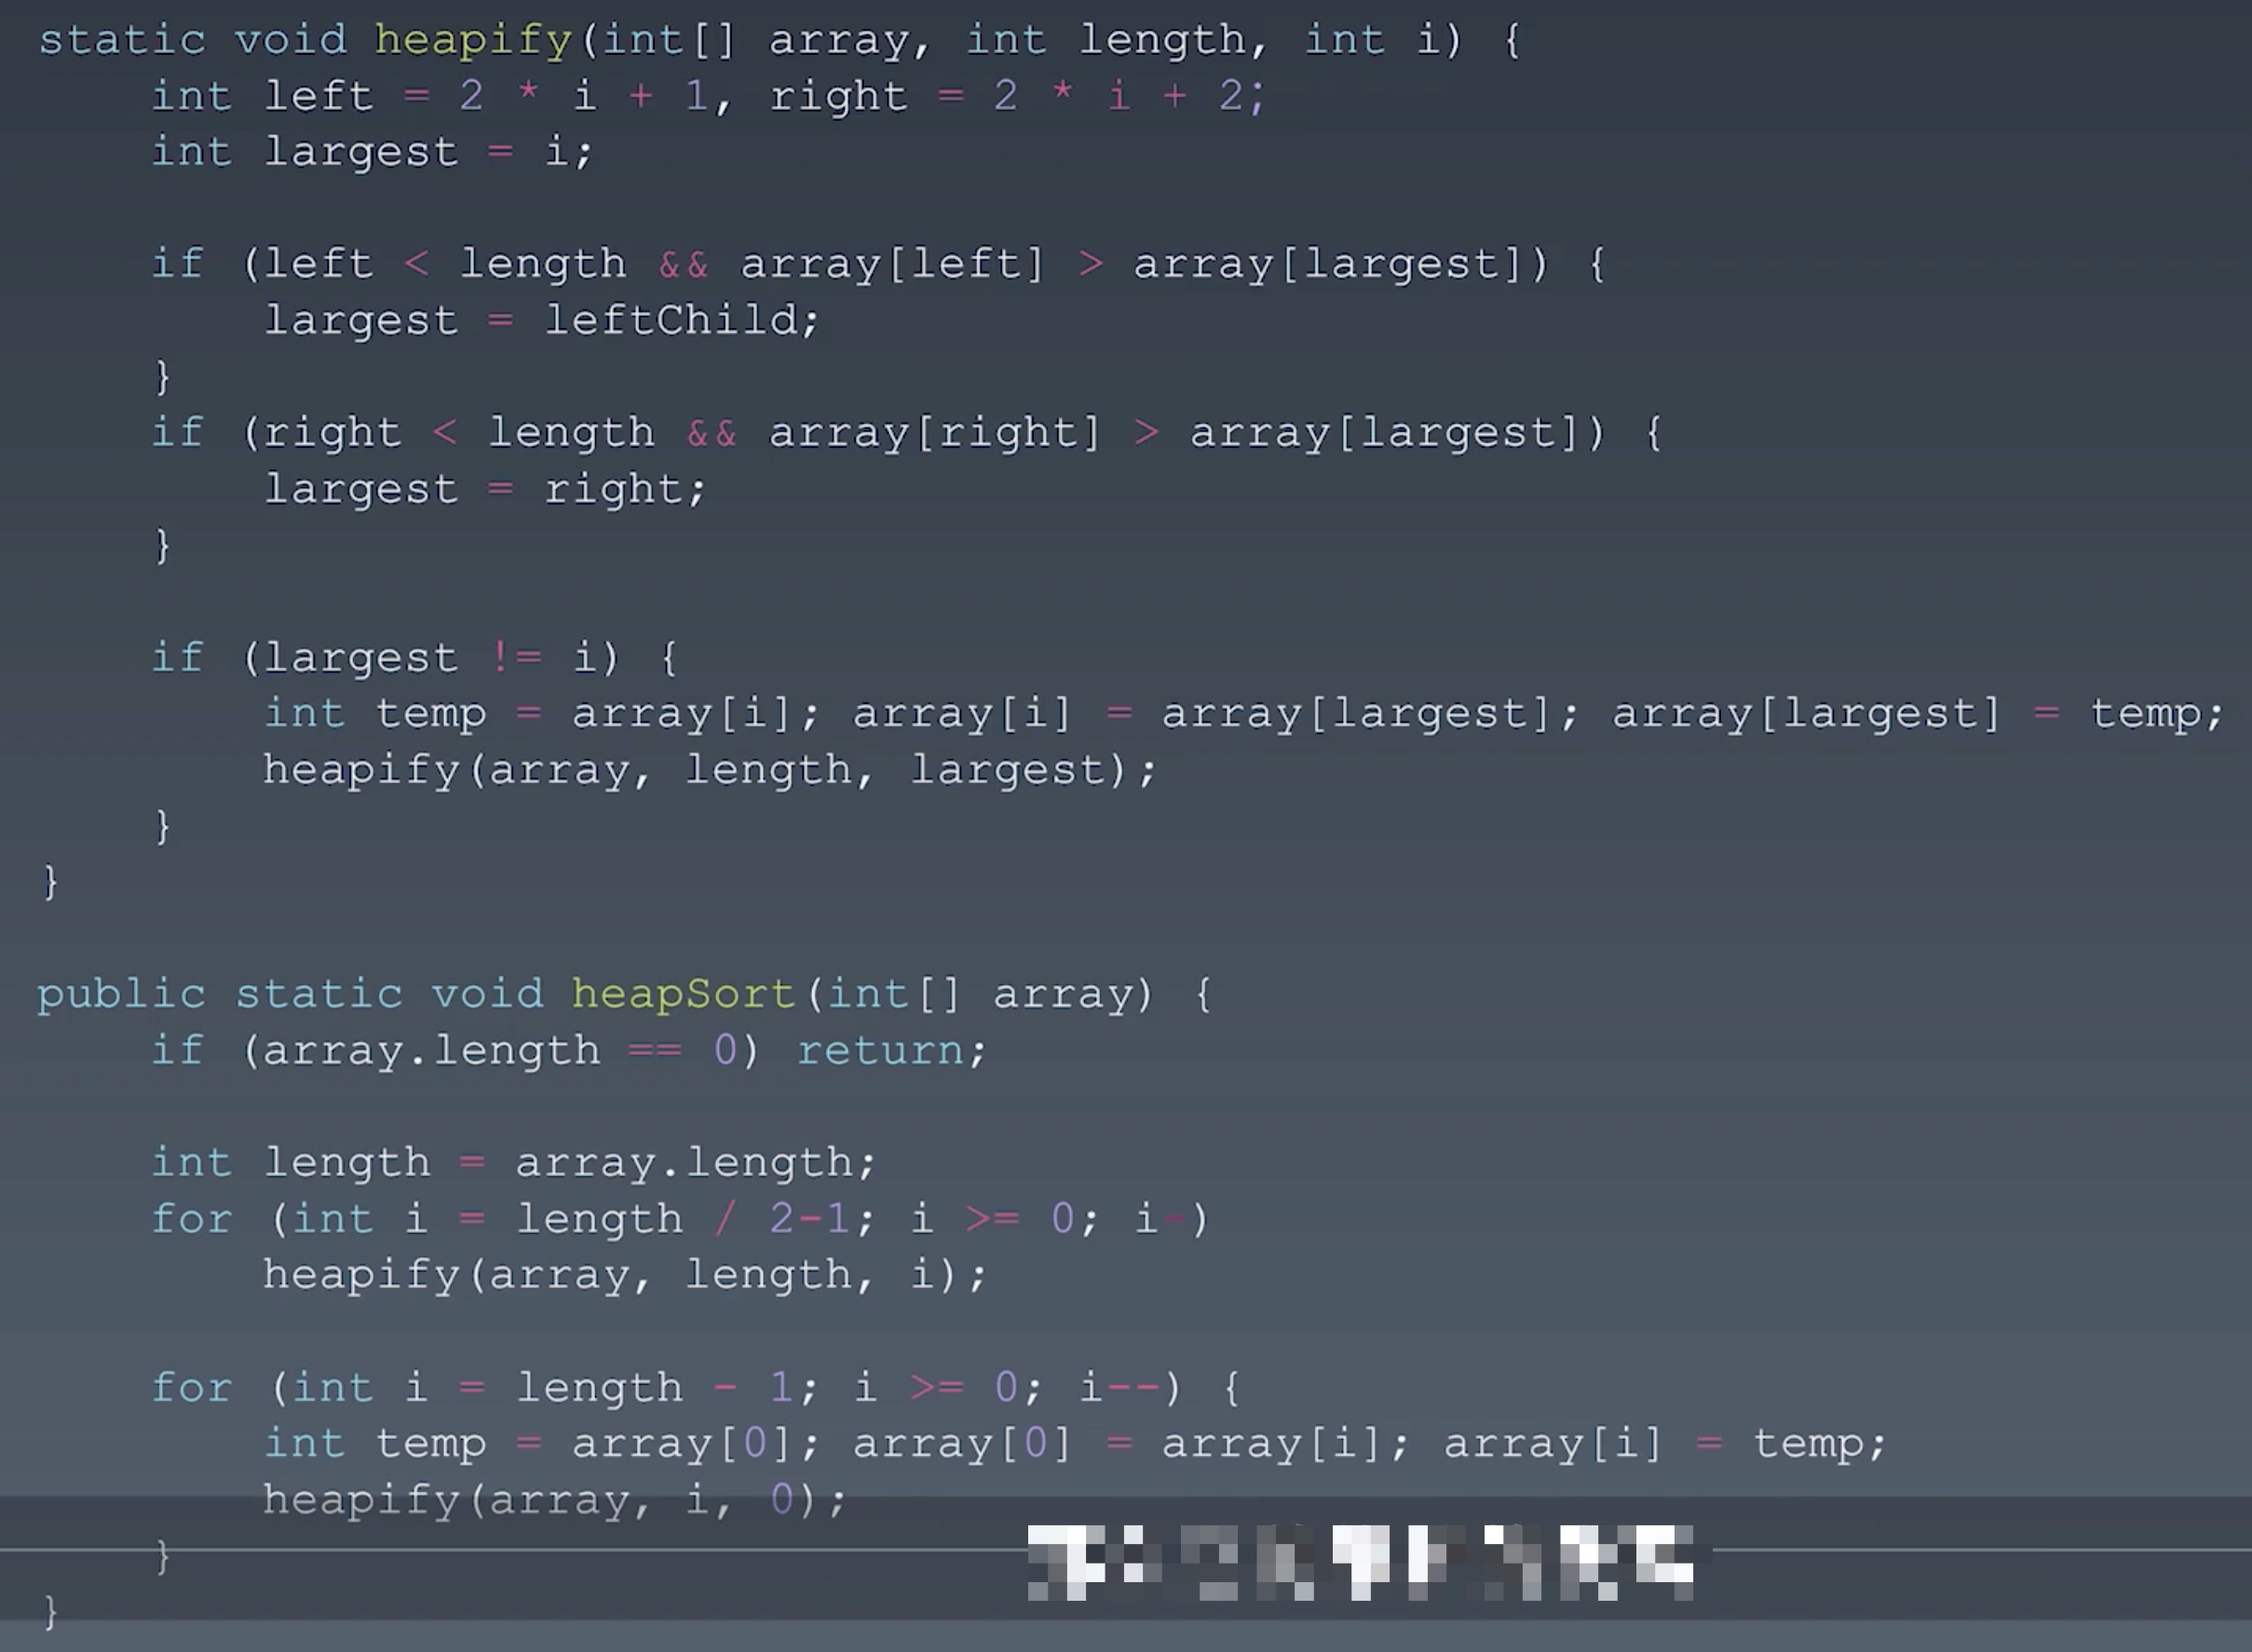 static void heapify(int[] array, int length, int i) {
    int left = 2 * i + 1, right = 2 * i + 2;
    int largest = i;

    if (left < length && array[left] > array[largest]) {
        largest = leftChild;
    }
    if (right < length && array[right] > array[largest]) {
        largest = right;
    }

    if (largest != i) {
        int temp = array[i]; array[i] = array[largest]; array[largest] = temp;
        heapify(array, length, largest);
    }
}

public static void heapSort(int[] array) {
    if (array.length == 0) return;

    int length = array.length;
    for (int i = length / 2-1; i >= 0; i-)
        heapify(array, length, i);

    for (int i = length - 1; i >= 0; i--) {
        int temp = array[0]; array[0] = array[i]; array[i] = temp;
        heapify(array, i, 0);
    }
}